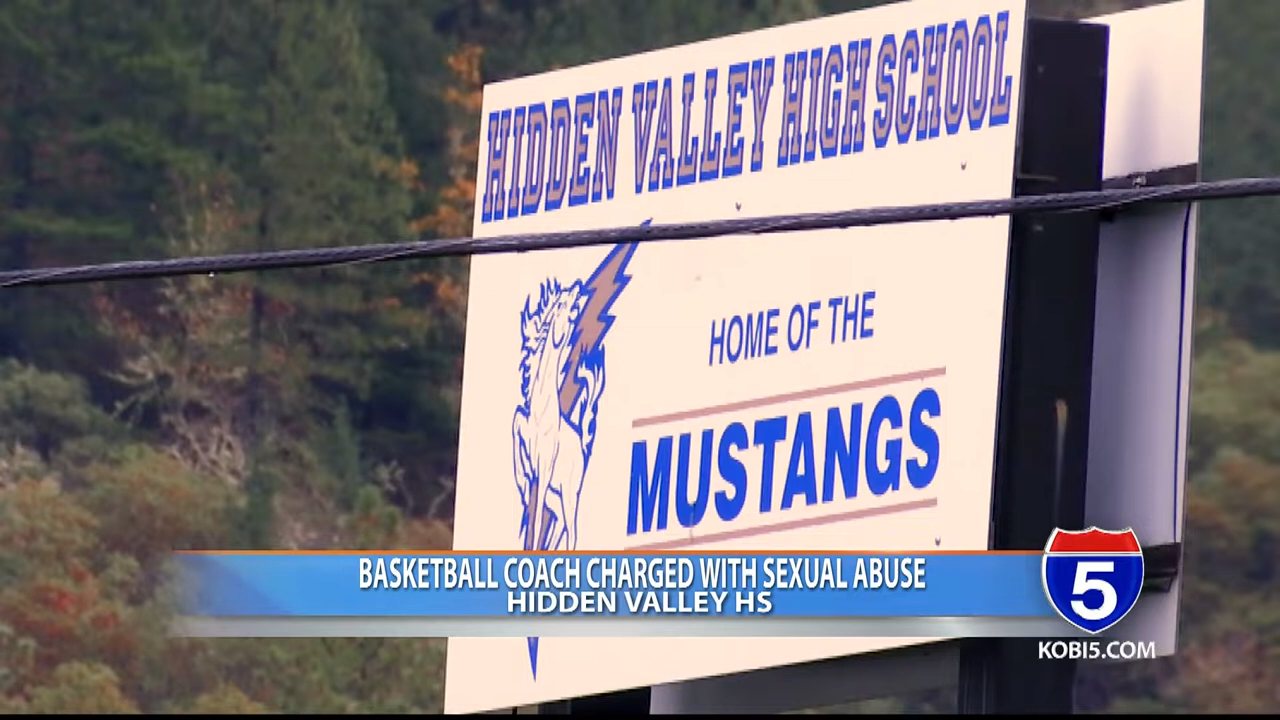 HIDDEN VALLEY HIGH SCHOOL
HOME OF THE
MUSTANGS
BASKETBALL COACH CHARGED WITH SEXUAL ABUSE
HIDDEN VALLEY HS
5
KOBI5.COM